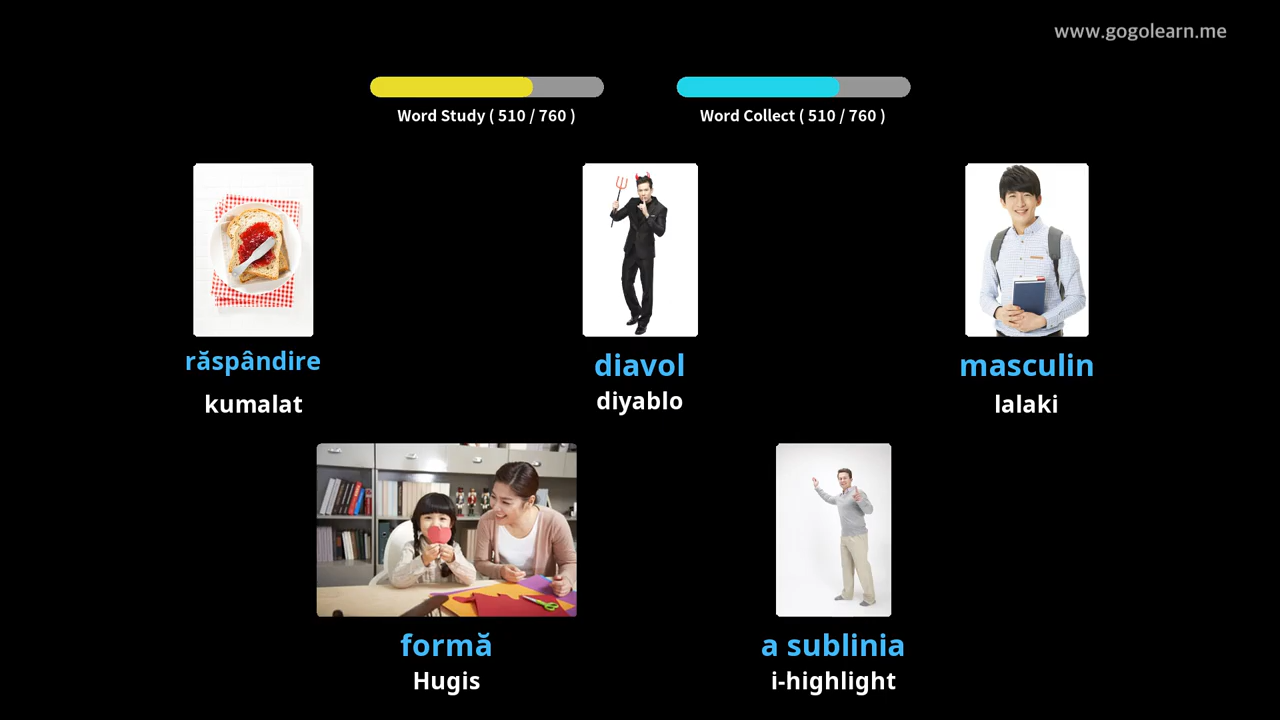 www.gogolearn.me
Word Study ( 510 / 760 )
Word Collect ( 510 / 760 )
răspândire
kumalat
diavol
diyablo
masculin
lalaki
formă
Hugis
a sublinia
i-highlight